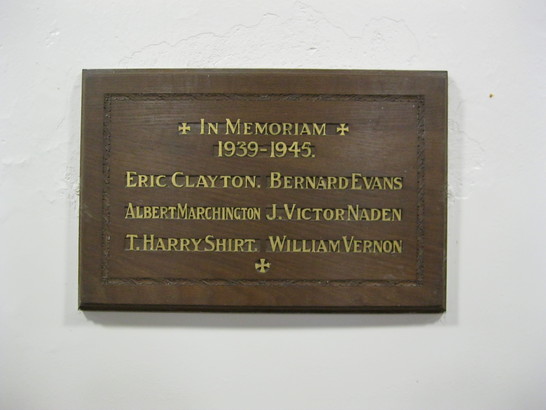 ✠ IN MEMORIAM ✠
1939-1945.
ERIC CLAYTON. BERNARD EVANS
ALBERT MARCHINGTON J. VICTOR NADEN
T. HARRY SHIRT. WILLIAM VERNON
✠